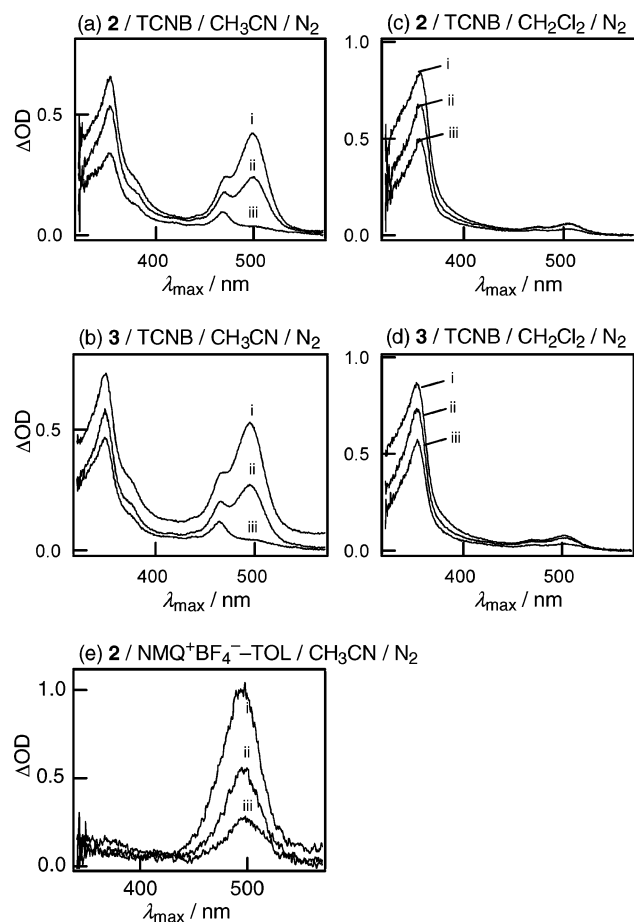 (a) 2 / TCNB / CH₃CN / N₂
ΔOD
0.5
0.0
i
ii
iii
400
500
λmax / nm
(c) 2 / TCNB / CH₂Cl₂ / N₂
1.0
0.5
0.0
i
ii
iii
400
500
λmax / nm
(b) 3 / TCNB / CH₃CN / N₂
ΔOD
0.5
0.0
i
ii
iii
400
500
λmax / nm
(d) 3 / TCNB / CH₂Cl₂ / N₂
1.0
0.5
0.0
i
ii
iii
400
500
λmax / nm
(e) 2 / NMQ⁺BF₄⁻–TOL / CH₃CN / N₂
ΔOD
1.0
0.5
0.0
i
ii
iii
400
500
λmax / nm